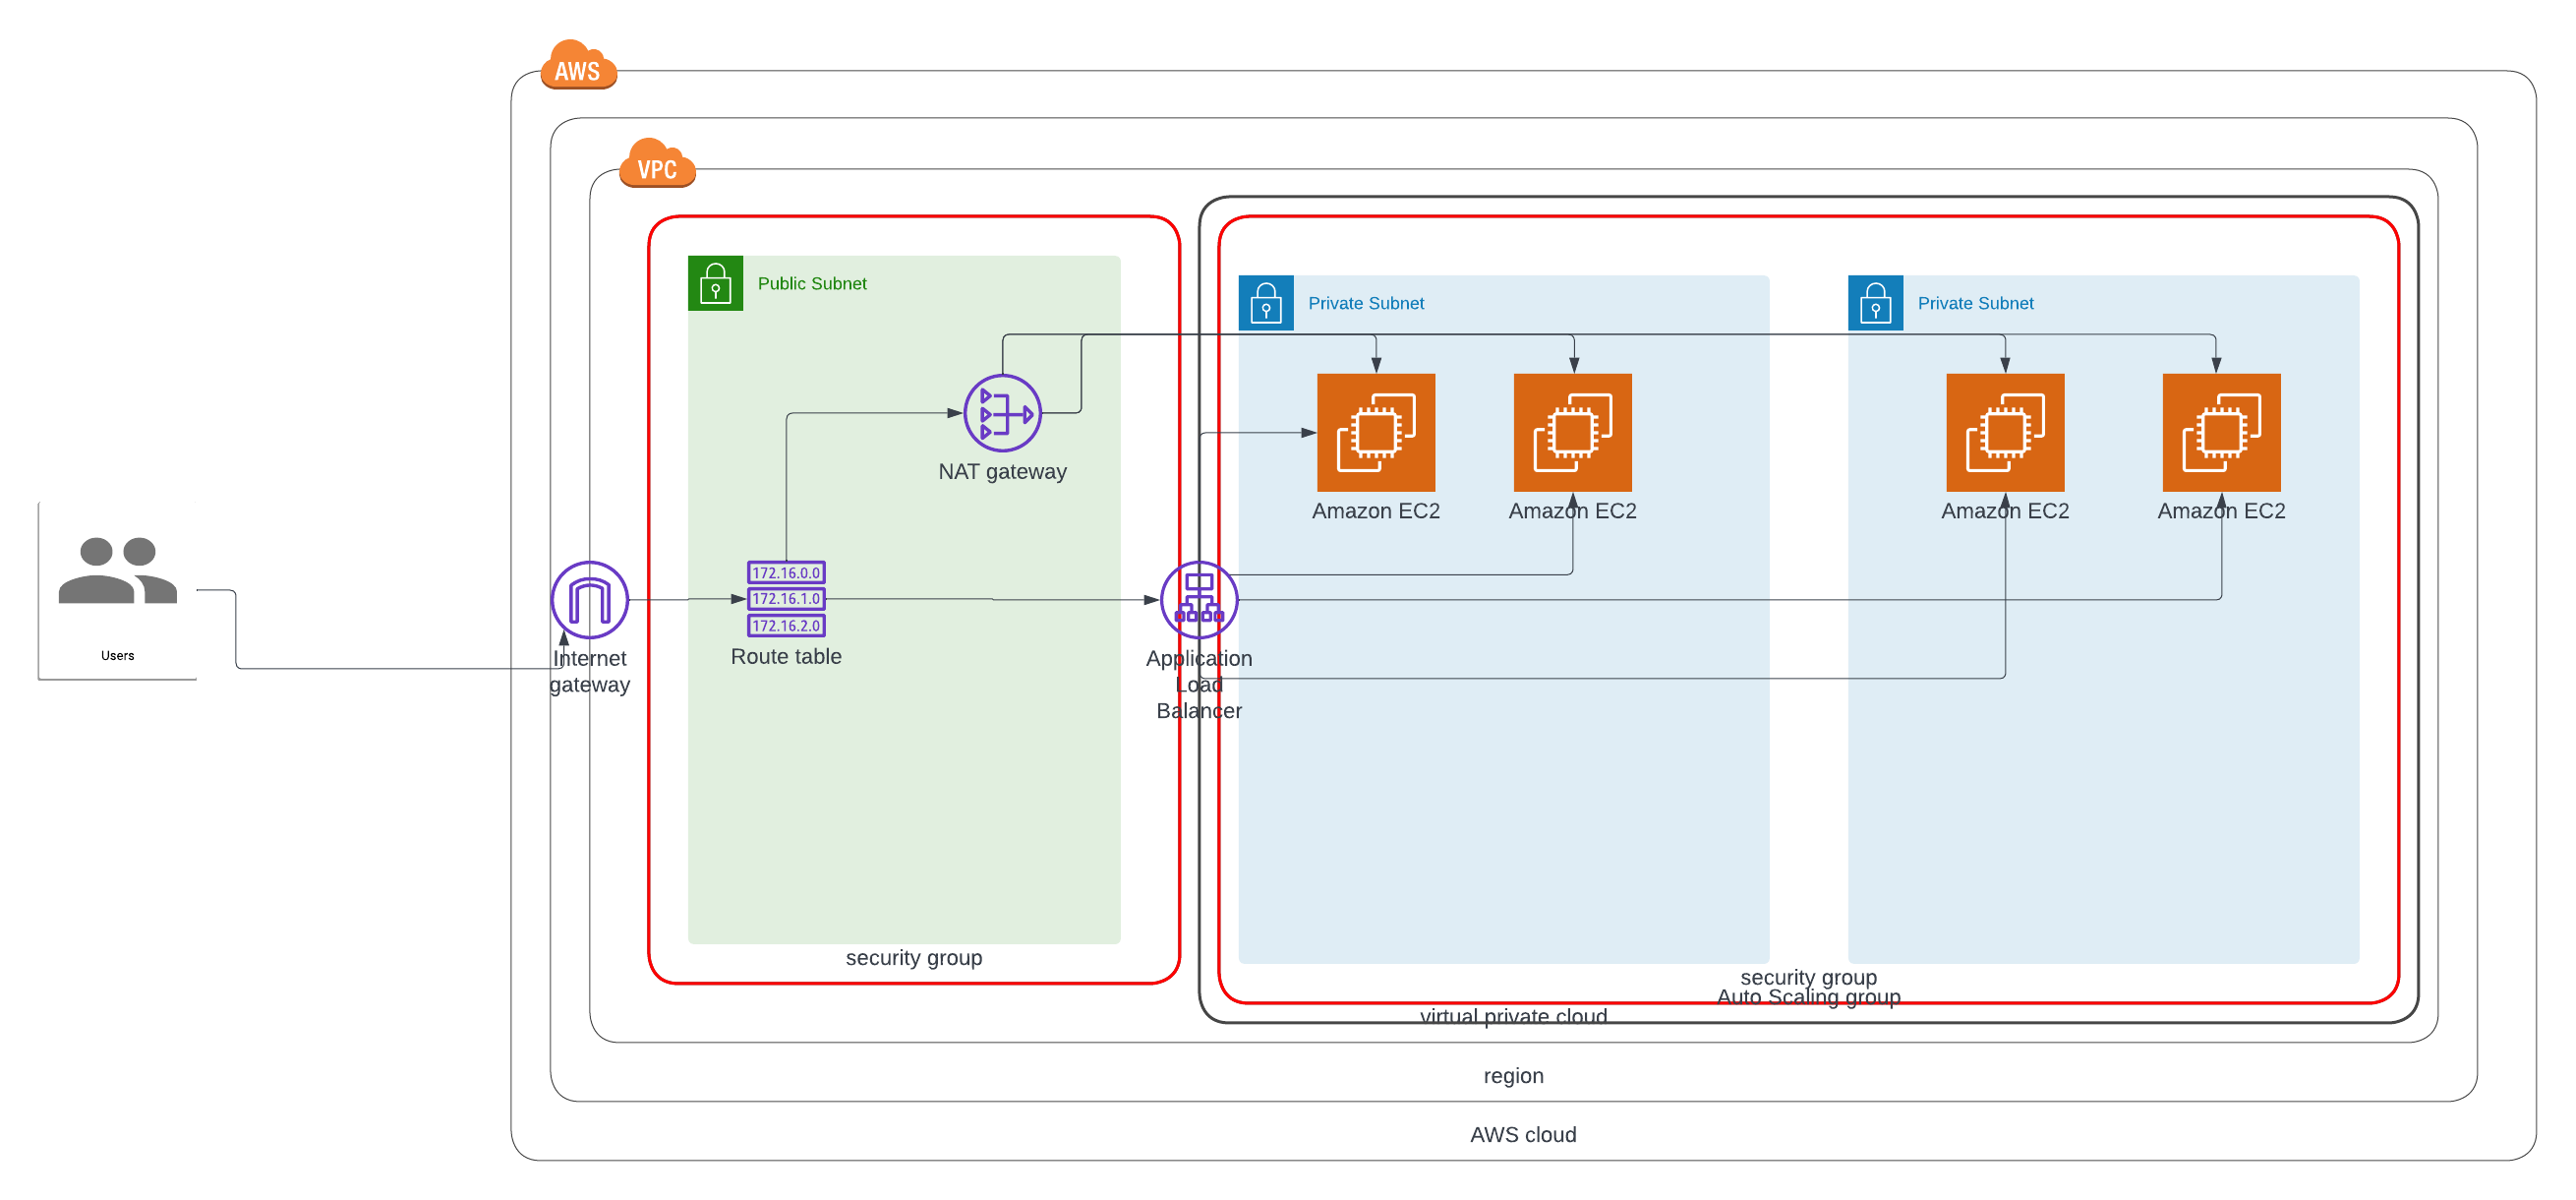 AWS
VPC
Public Subnet
Private Subnet
Private Subnet
NAT gateway
Amazon EC2
Amazon EC2
Amazon EC2
Amazon EC2
172.16.0.0
172.16.1.0
172.16.2.0
Users
Internet
gateway
Route table
Application
Load
Balancer
security group
security group
Auto Scaling group
virtual private cloud
region
AWS cloud